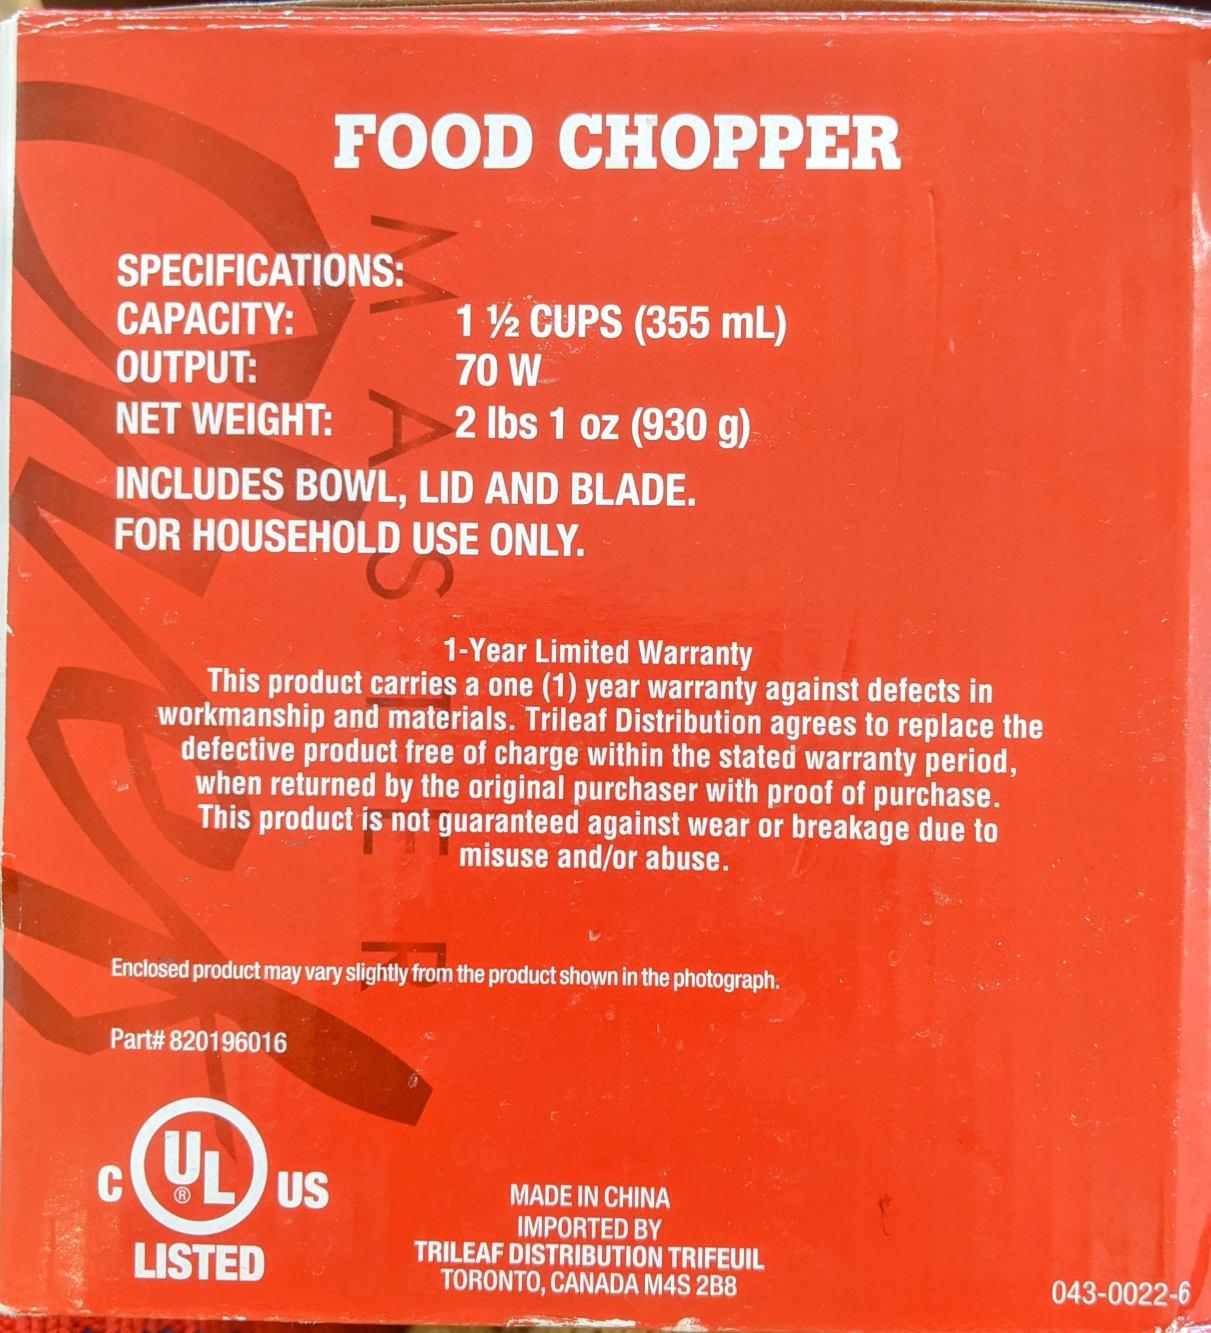 FOOD CHOPPER
SPECIFICATIONS:
CAPACITY: 1 ½ CUPS (355 mL)
OUTPUT: 70 W
NET WEIGHT: 2 lbs 1 oz (930 g)
INCLUDES BOWL, LID AND BLADE.
FOR HOUSEHOLD USE ONLY.
1-Year Limited Warranty
This product carries a one (1) year warranty against defects in
workmanship and materials. Trileaf Distribution agrees to replace the
defective product free of charge within the stated warranty period,
when returned by the original purchaser with proof of purchase.
This product is not guaranteed against wear or breakage due to
misuse and/or abuse.
Enclosed product may vary slightly from the product shown in the photograph.
Part# 820196016
C UL ® US
LISTED
MADE IN CHINA
IMPORTED BY
TRILEAF DISTRIBUTION TRIFEUIL
TORONTO, CANADA M4S 2B8
043-0022-6
MASTER